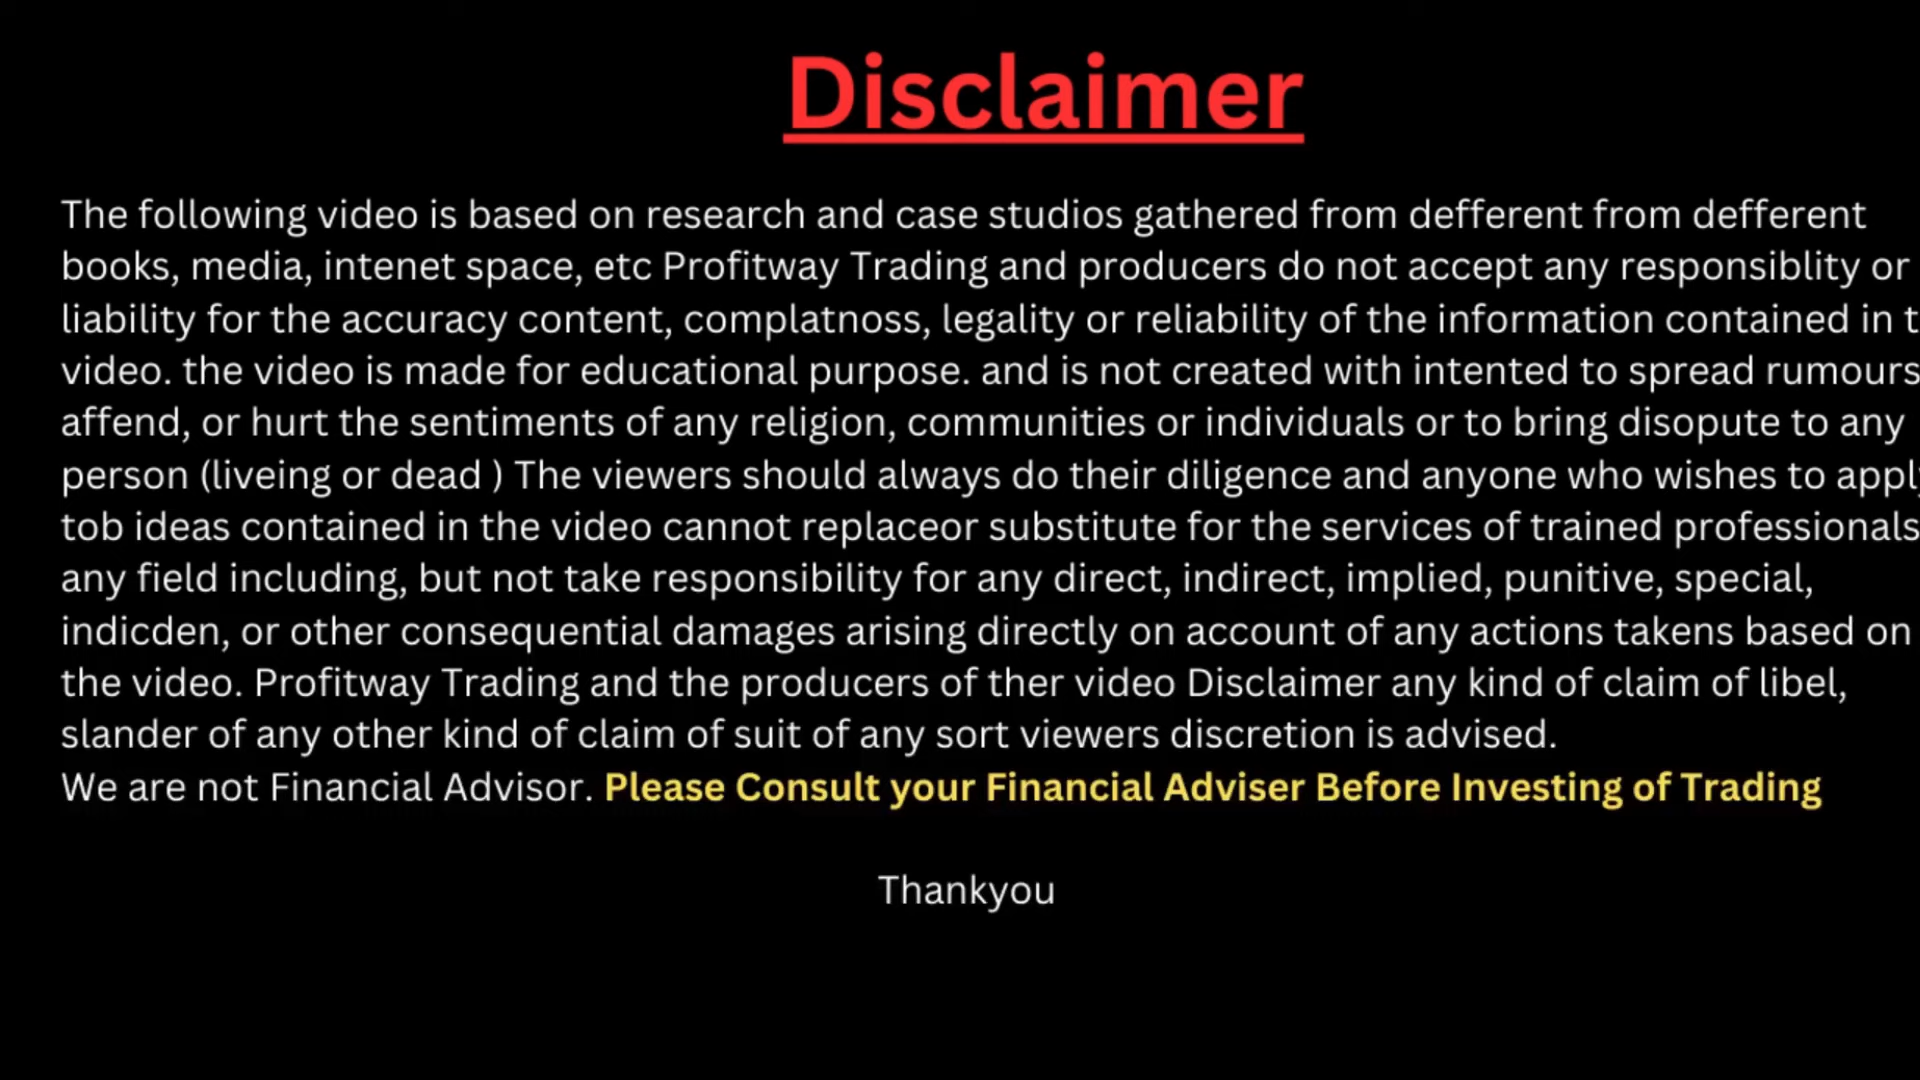 Disclaimer
The following video is based on research and case studios gathered from defferent from defferent
books, media, intenet space, etc Profitway Trading and producers do not accept any responsiblity or
liability for the accuracy content, complatnoss, legality or reliability of the information contained in t
video. the video is made for educational purpose. and is not created with intented to spread rumours
affend, or hurt the sentiments of any religion, communities or individuals or to bring disopute to any
person (liveing or dead ) The viewers should always do their diligence and anyone who wishes to apply
tob ideas contained in the video cannot replaceor substitute for the services of trained professionals
any field including, but not take responsibility for any direct, indirect, implied, punitive, special,
indicden, or other consequential damages arising directly on account of any actions takens based on
the video. Profitway Trading and the producers of ther video Disclaimer any kind of claim of libel,
slander of any other kind of claim of suit of any sort viewers discretion is advised.
We are not Financial Advisor. Please Consult your Financial Adviser Before Investing of Trading
Thankyou